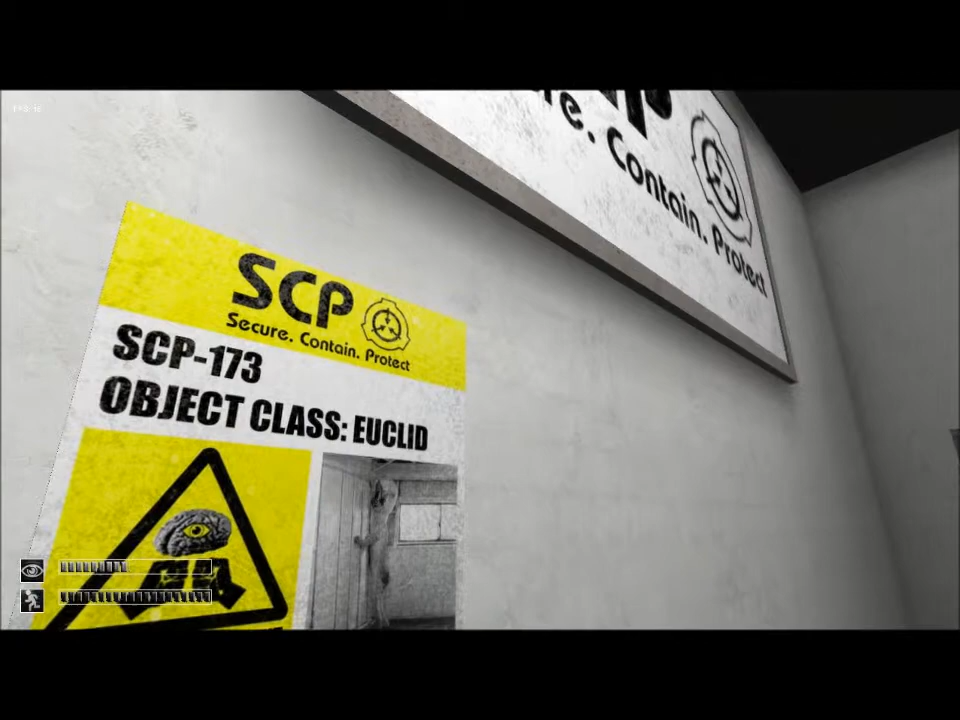 e. Contain. Protect
SCP
Secure. Contain. Protect
SCP-173
OBJECT CLASS: EUCLID